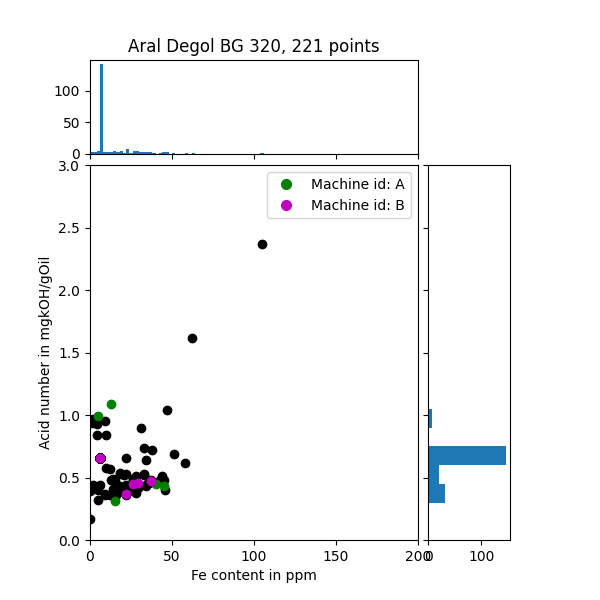 Aral Degol BG 320, 221 points
100
50
0
3.0
2.5
2.0
1.5
1.0
0.5
0.0
Acid number in mgkOH/gOil
Machine id: A
Machine id: B
0 50 100 150 200
0 100
Fe content in ppm